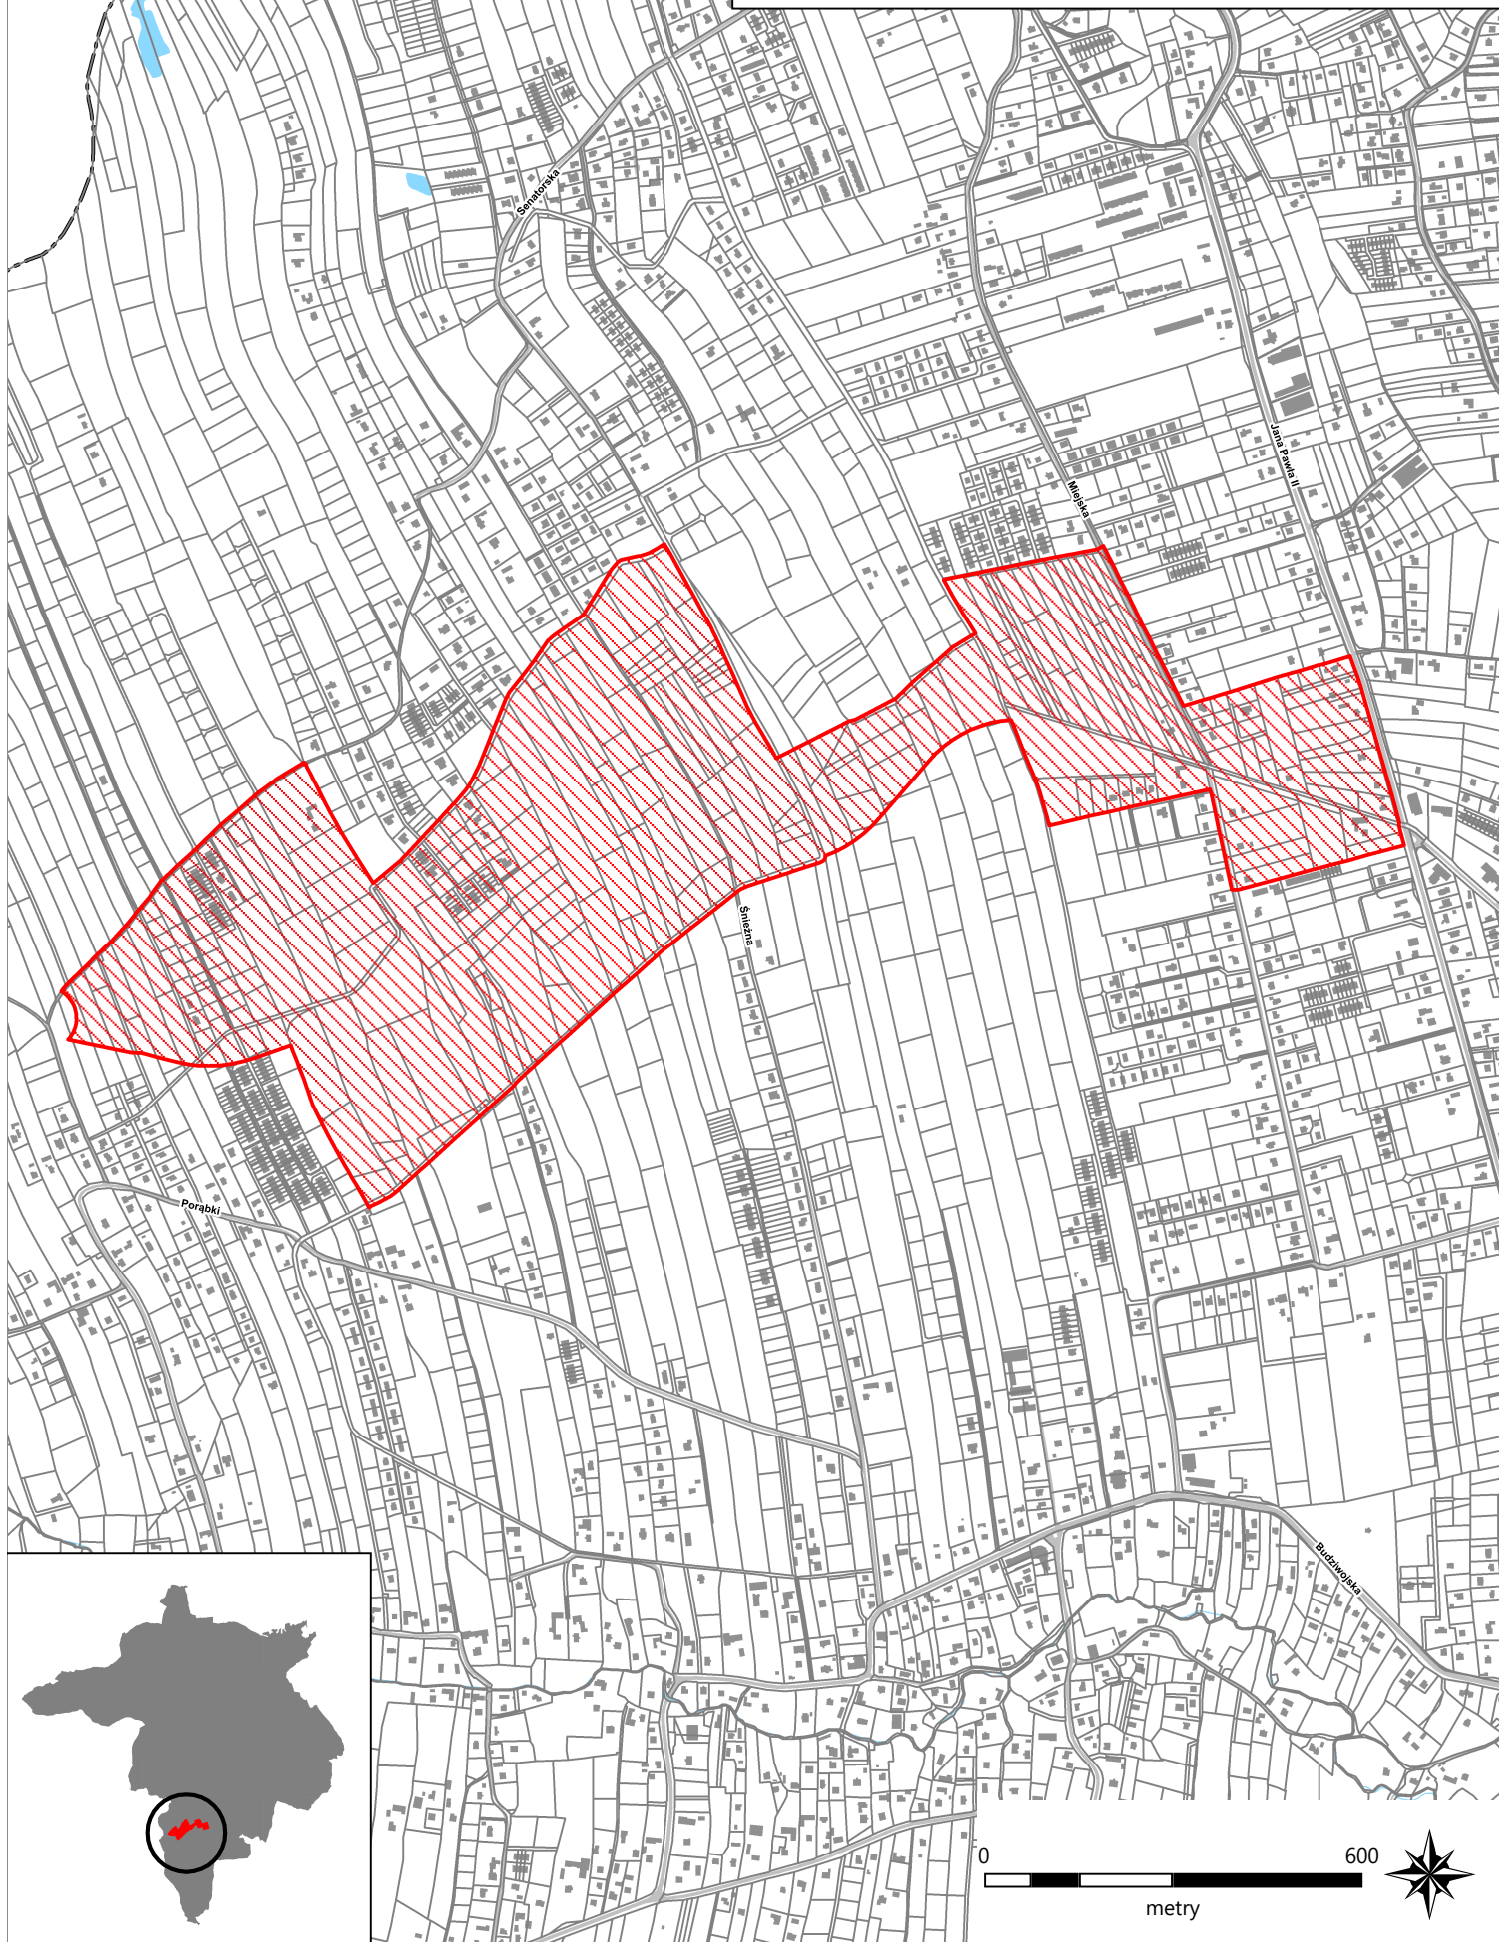 Senatorska
Jana Pawła II
Miejska
Śnieżna
Porąbki
Budziwojska
0
600
metry